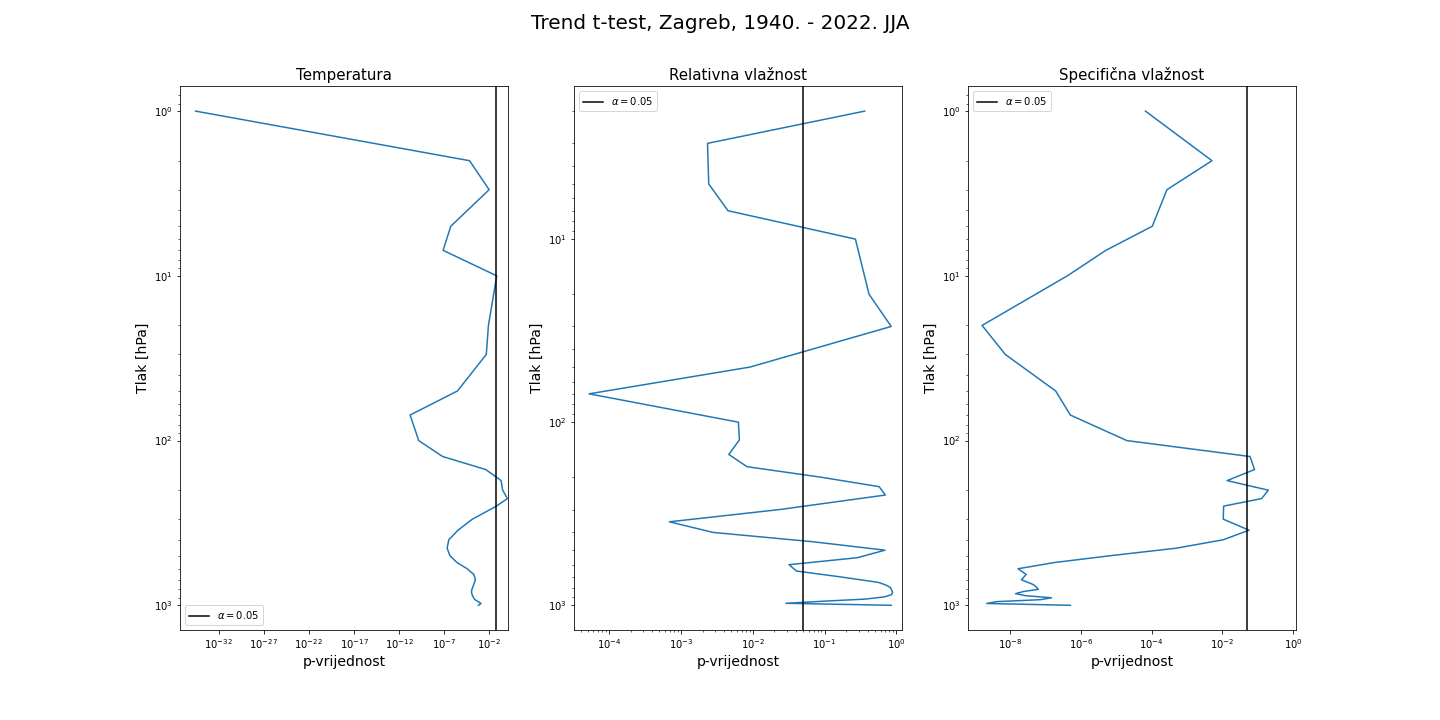 Trend t-test, Zagreb, 1940. - 2022. JJA
Temperatura
10⁰
10¹
10²
10³
Tlak [hPa]
α = 0.05
10⁻³² 10⁻²⁷ 10⁻²² 10⁻¹⁷ 10⁻¹² 10⁻⁷ 10⁻²
p-vrijednost
Relativna vlažnost
α = 0.05
10¹
10²
10³
Tlak [hPa]
10⁻⁴ 10⁻³ 10⁻² 10⁻¹ 10⁰
p-vrijednost
Specifična vlažnost
α = 0.05
10⁰
10¹
10²
10³
Tlak [hPa]
10⁻⁸ 10⁻⁶ 10⁻⁴ 10⁻² 10⁰
p-vrijednost